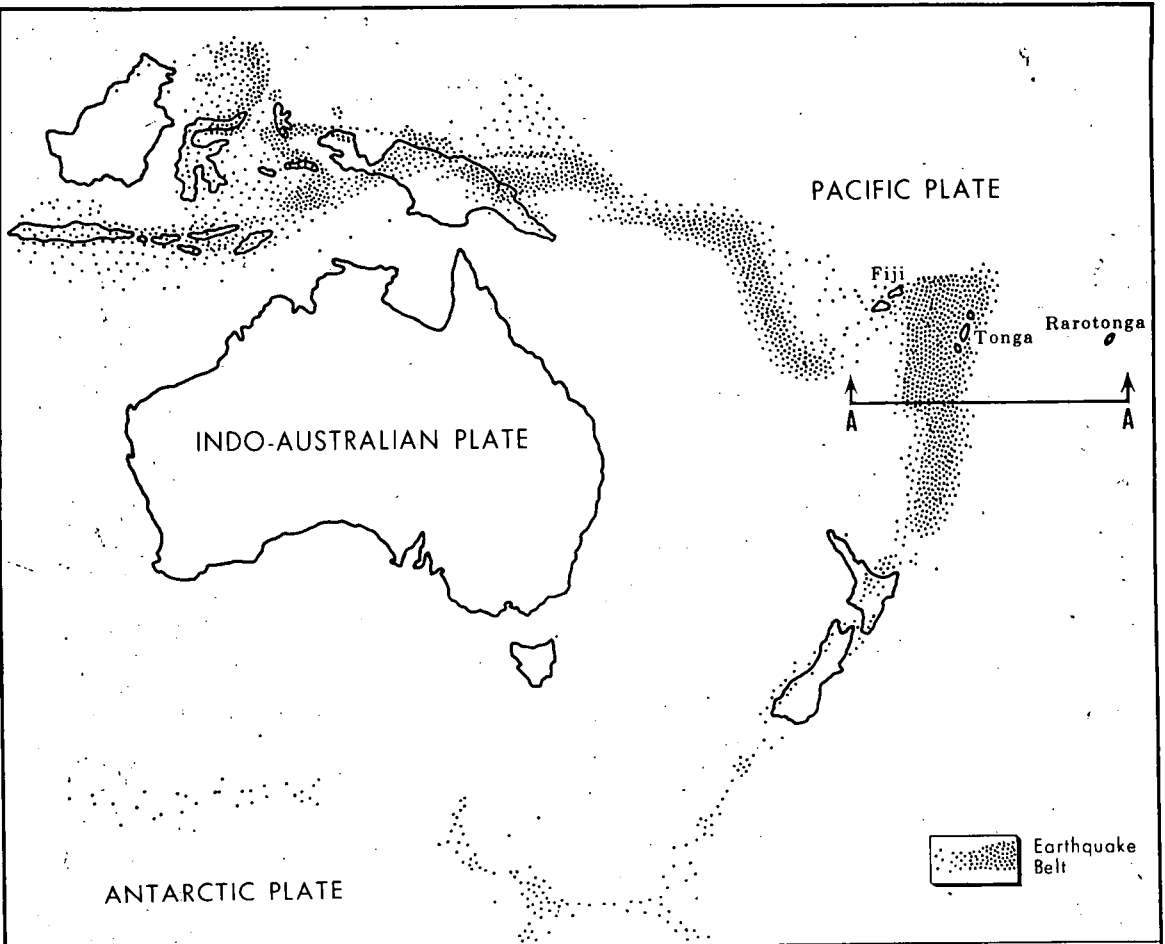 PACIFIC PLATE
Fiji
Rarotonga
Tonga
A A
INDO-AUSTRALIAN PLATE
Earthquake
Belt
ANTARCTIC PLATE